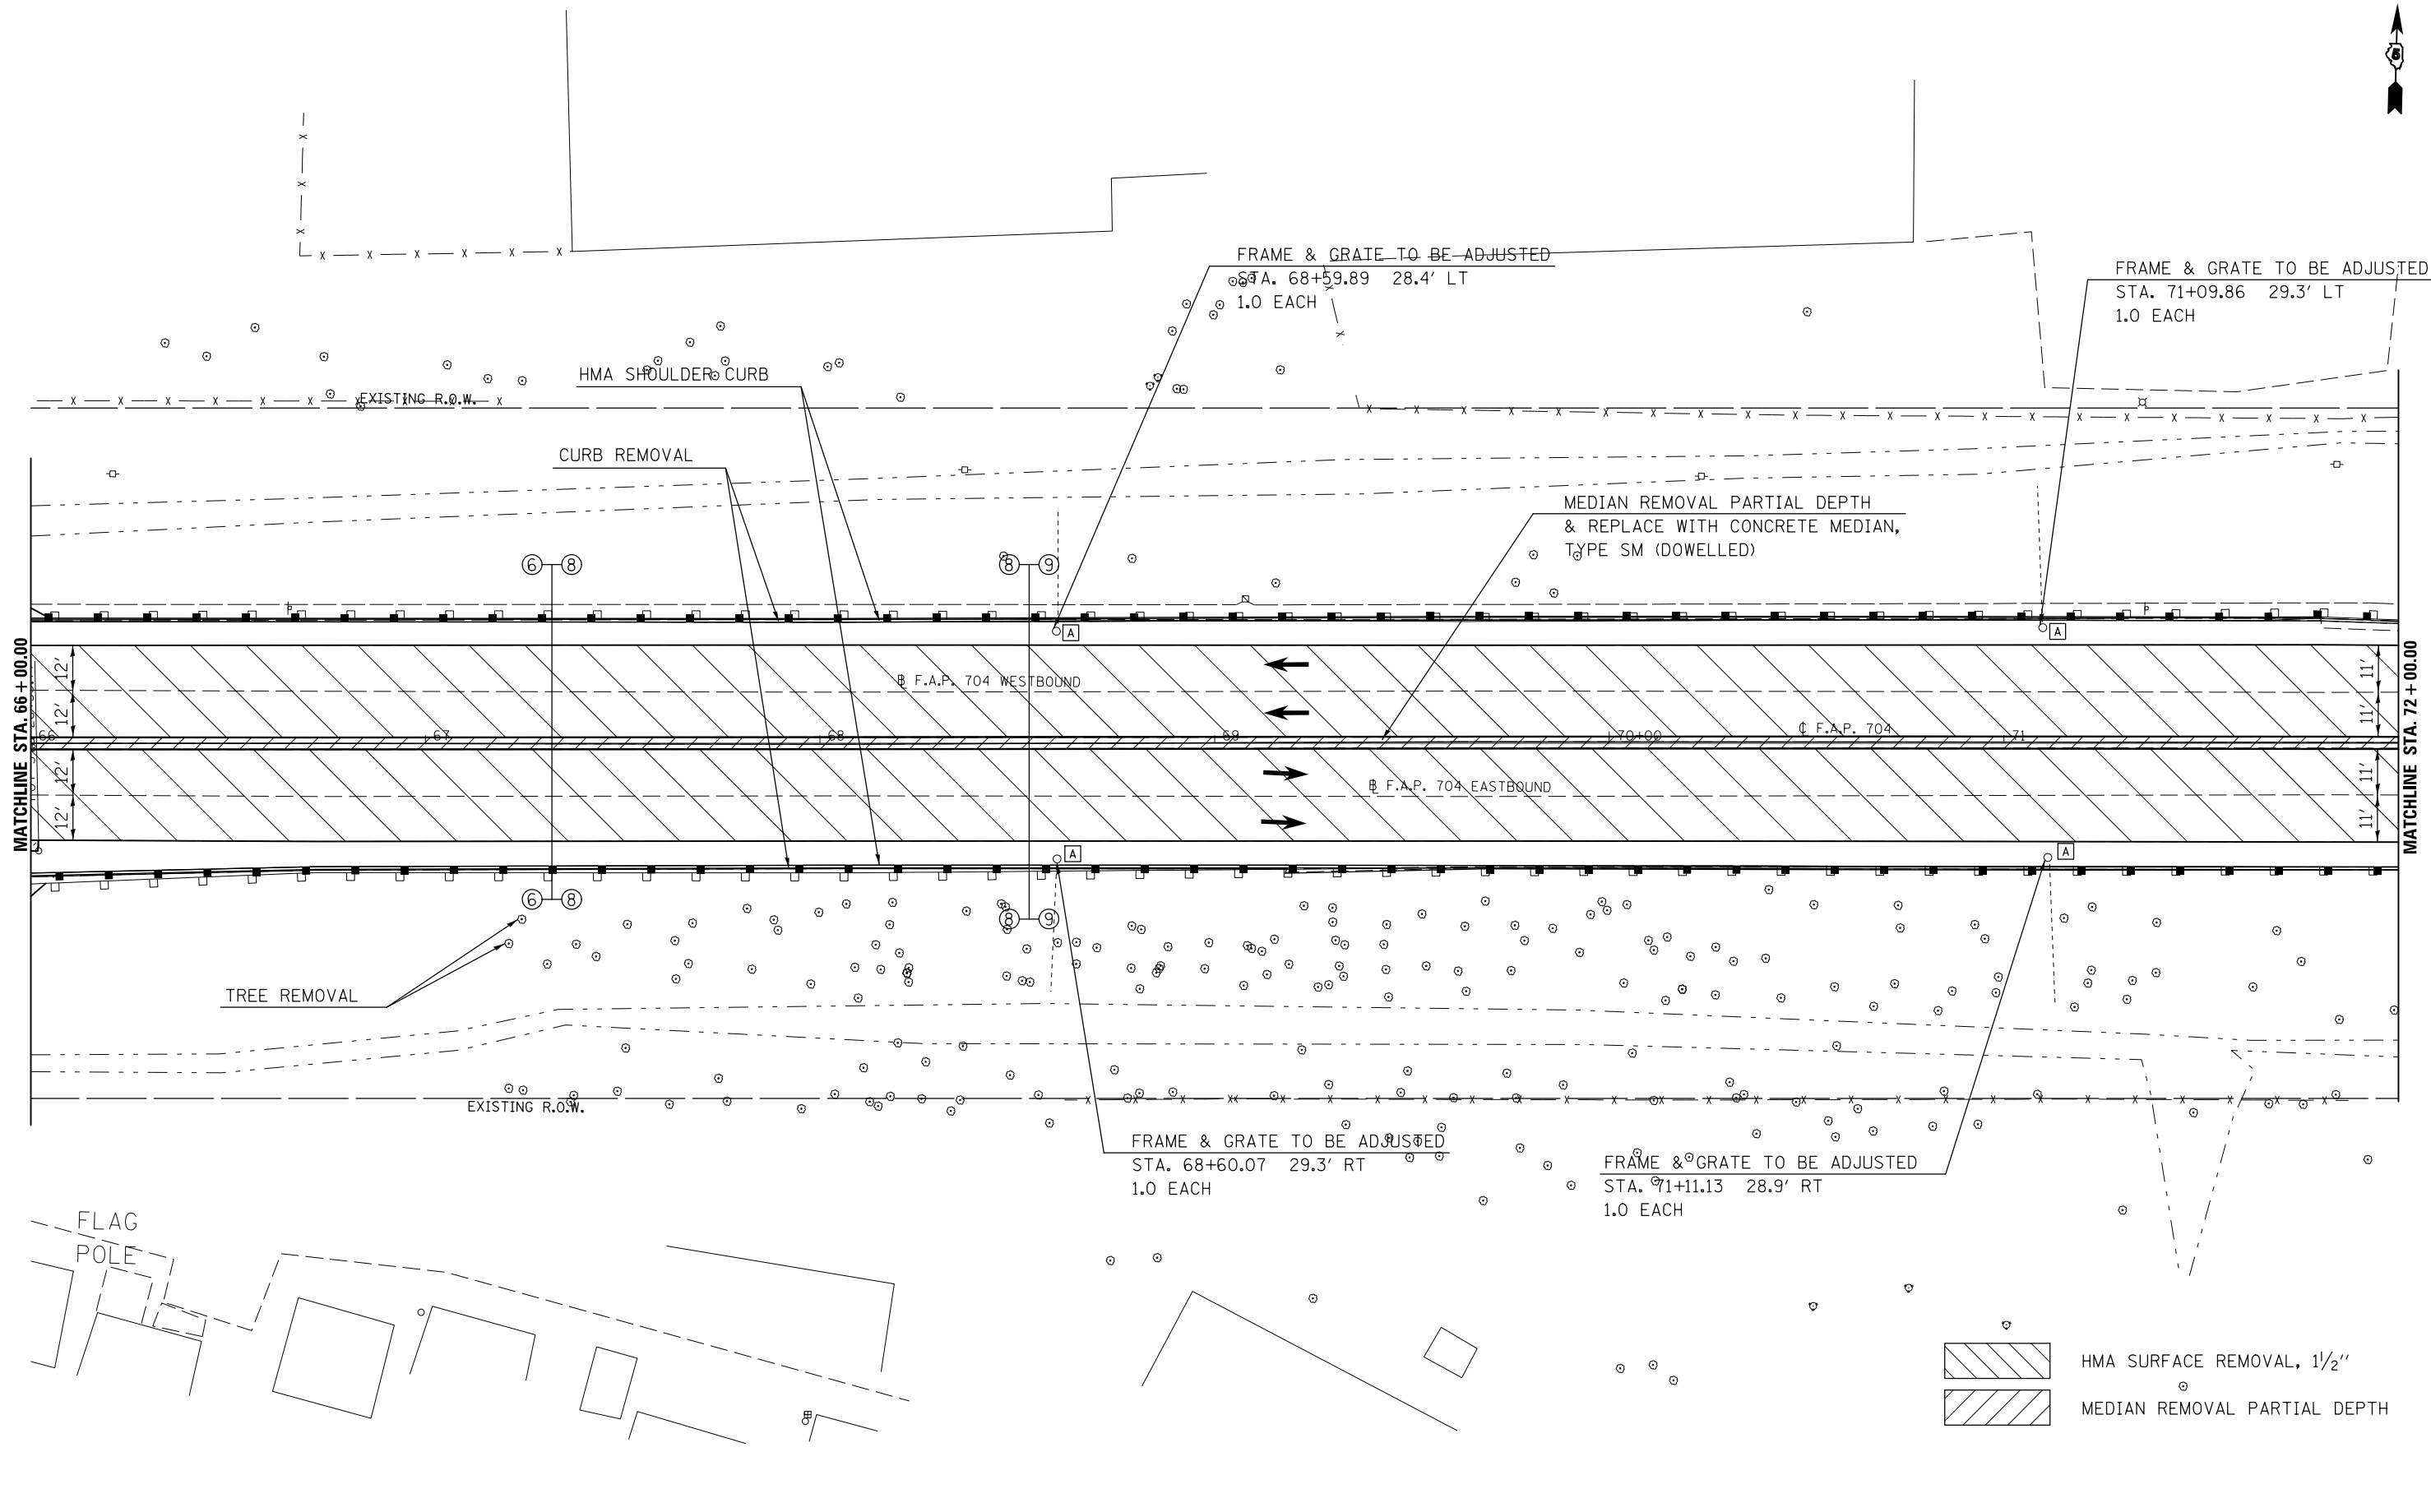 5
FRAME & GRATE TO BE ADJUSTED
STA. 68+59.89 28.4' LT
1.0 EACH
FRAME & GRATE TO BE ADJUSTED
STA. 71+09.86 29.3' LT
1.0 EACH
HMA SHOULDER CURB
EXISTING R.O.W.
CURB REMOVAL
MEDIAN REMOVAL PARTIAL DEPTH
& REPLACE WITH CONCRETE MEDIAN,
TYPE SM (DOWELLED)
6 8
8 9
A
A
MATCHLINE STA. 66+00.00
MATCHLINE STA. 72+00.00
12'
12'
12'
12'
11'
11'
11'
11'
℄ F.A.P. 704 WESTBOUND
66
67
68
69
70+00
℄ F.A.P. 704
71
℄ F.A.P. 704 EASTBOUND
A
A
6 8
8 9
TREE REMOVAL
EXISTING R.O.W.
FRAME & GRATE TO BE ADJUSTED
STA. 68+60.07 29.3' RT
1.0 EACH
FRAME & GRATE TO BE ADJUSTED
STA. 71+11.13 28.9' RT
1.0 EACH
FLAG
POLE
HMA SURFACE REMOVAL, 1½"
MEDIAN REMOVAL PARTIAL DEPTH